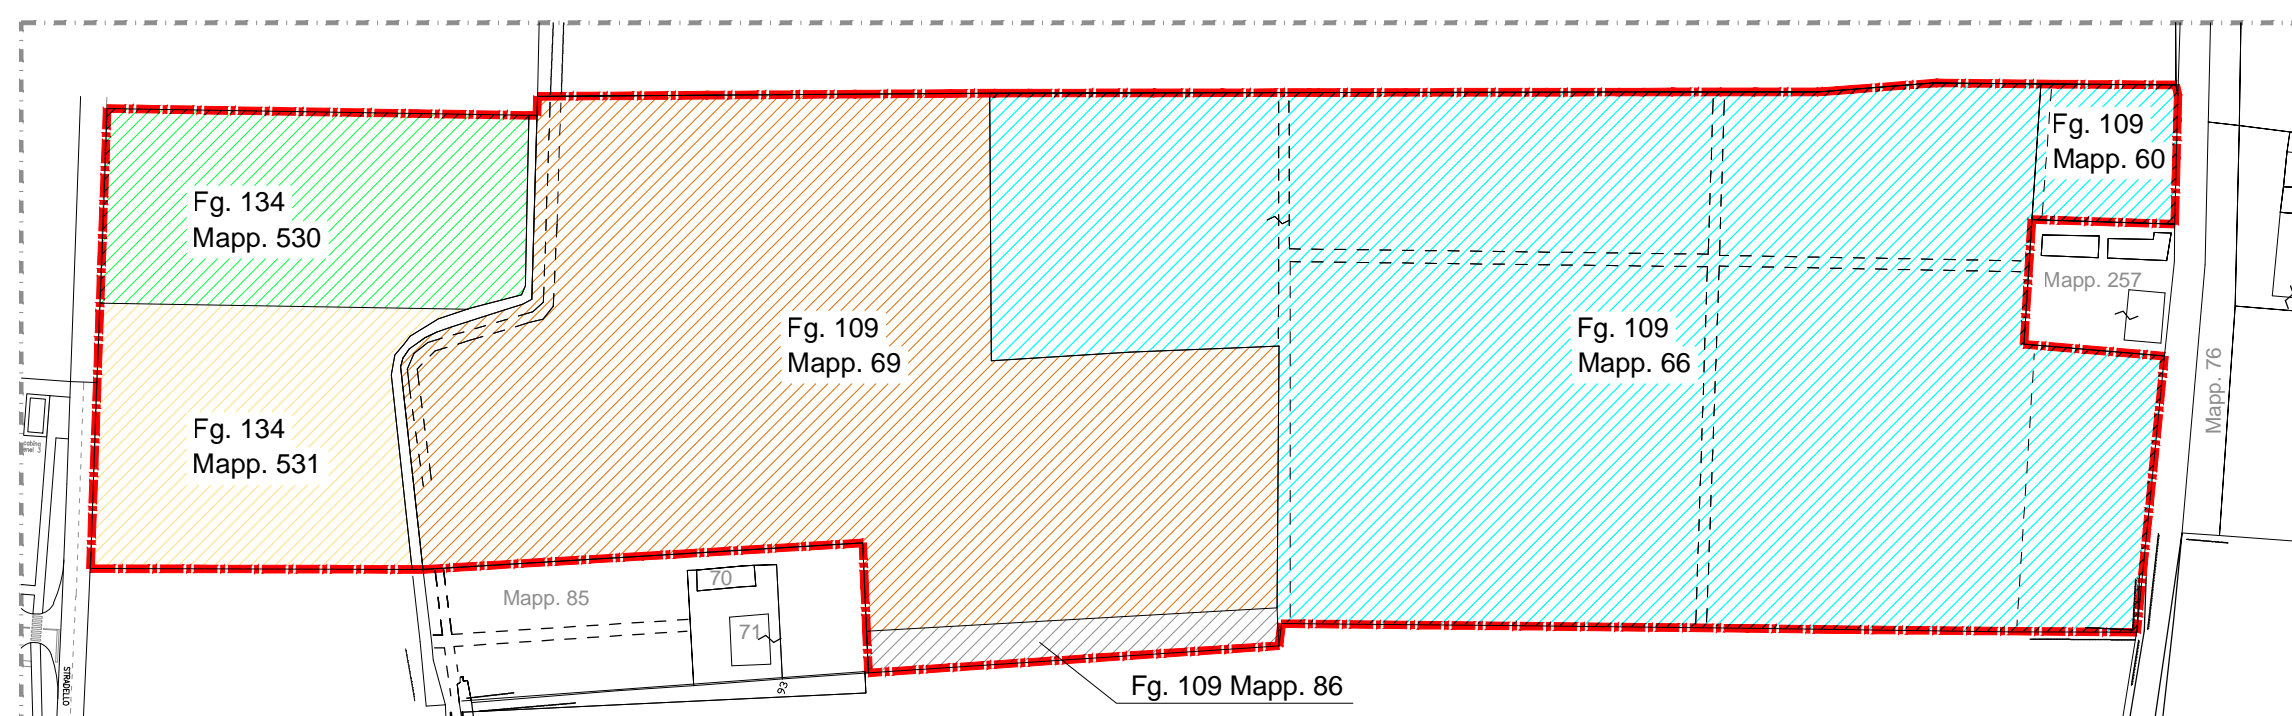 Fg. 109
Mapp. 60
Fg. 134
Mapp. 530
Mapp. 257
Fg. 109
Mapp. 69
Fg. 109
Mapp. 66
Mapp. 76
Fg. 134
Mapp. 531
70
Mapp. 85
71
STRADELLO
Fg. 109 Mapp. 86